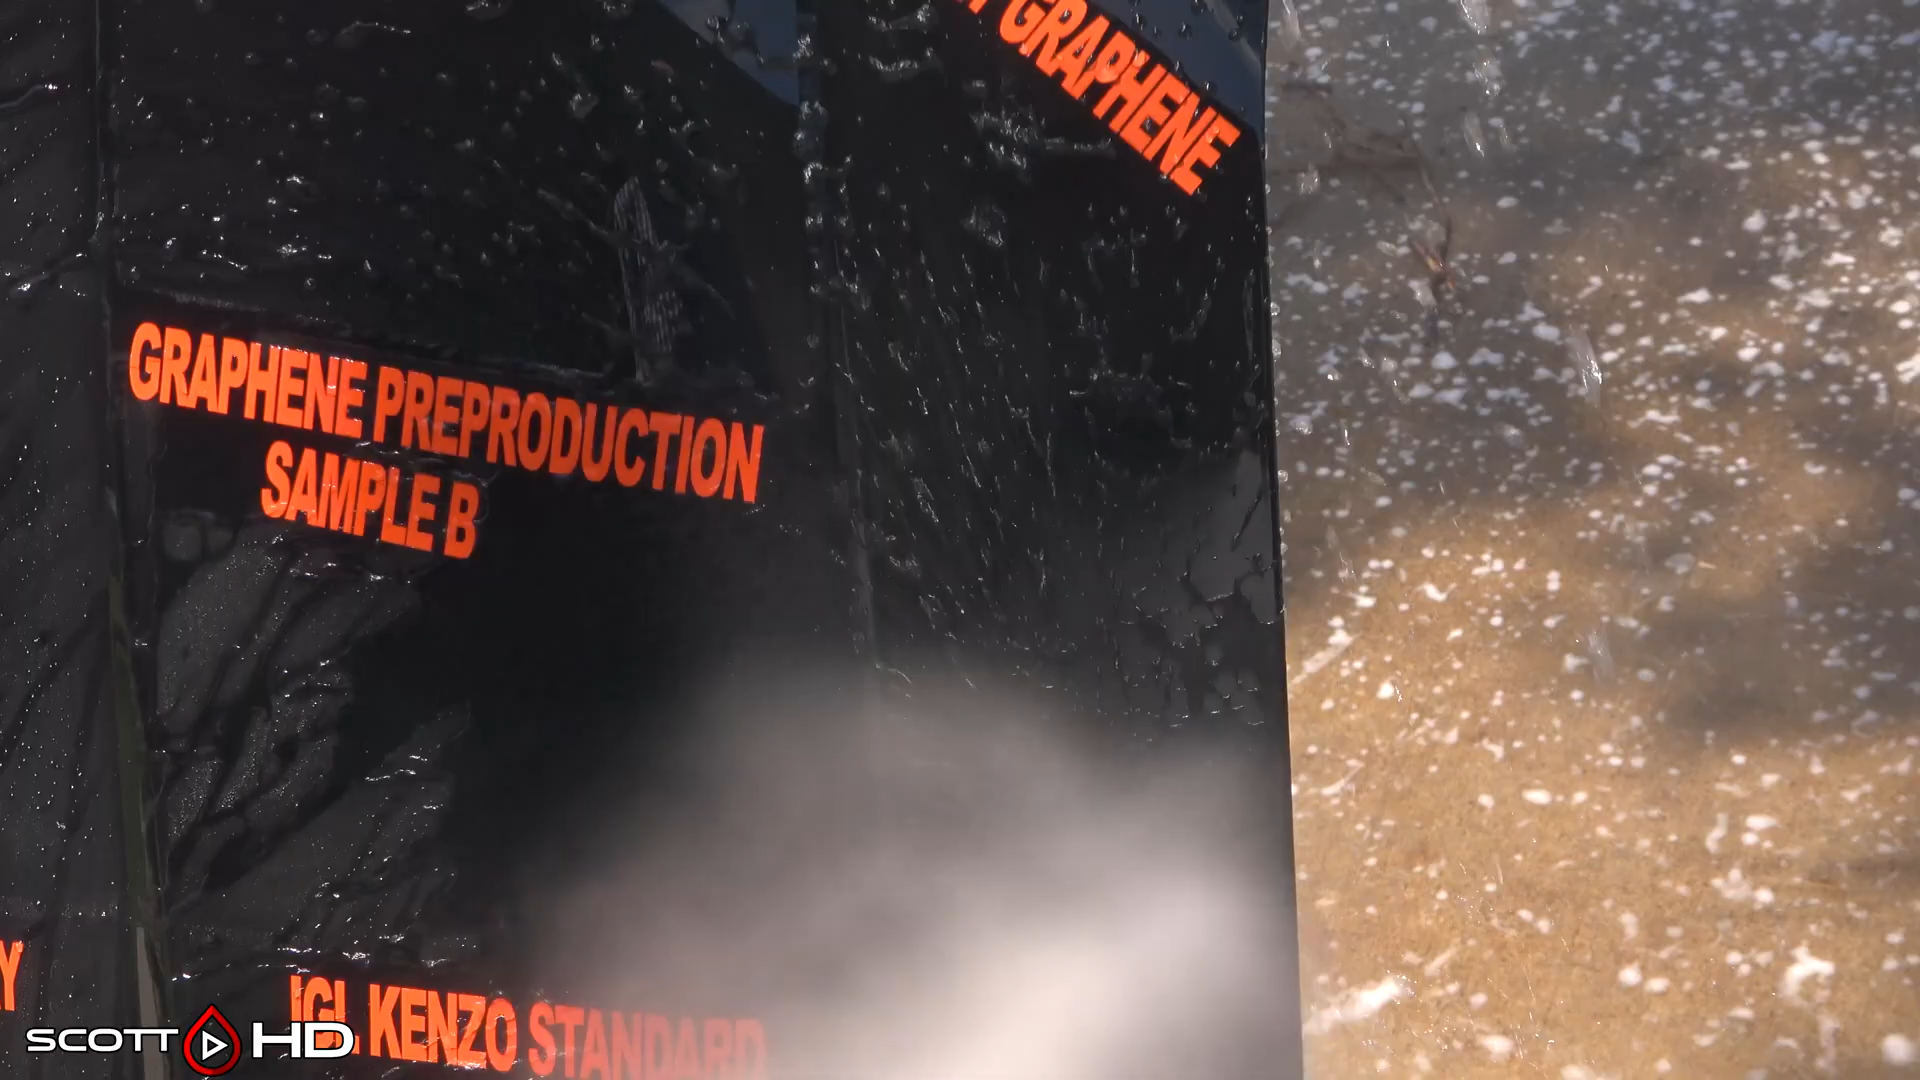 GRAPHENE
GRAPHENE PREPRODUCTION
SAMPLE B
IGL KENZO STANDARD
SCOTT HD